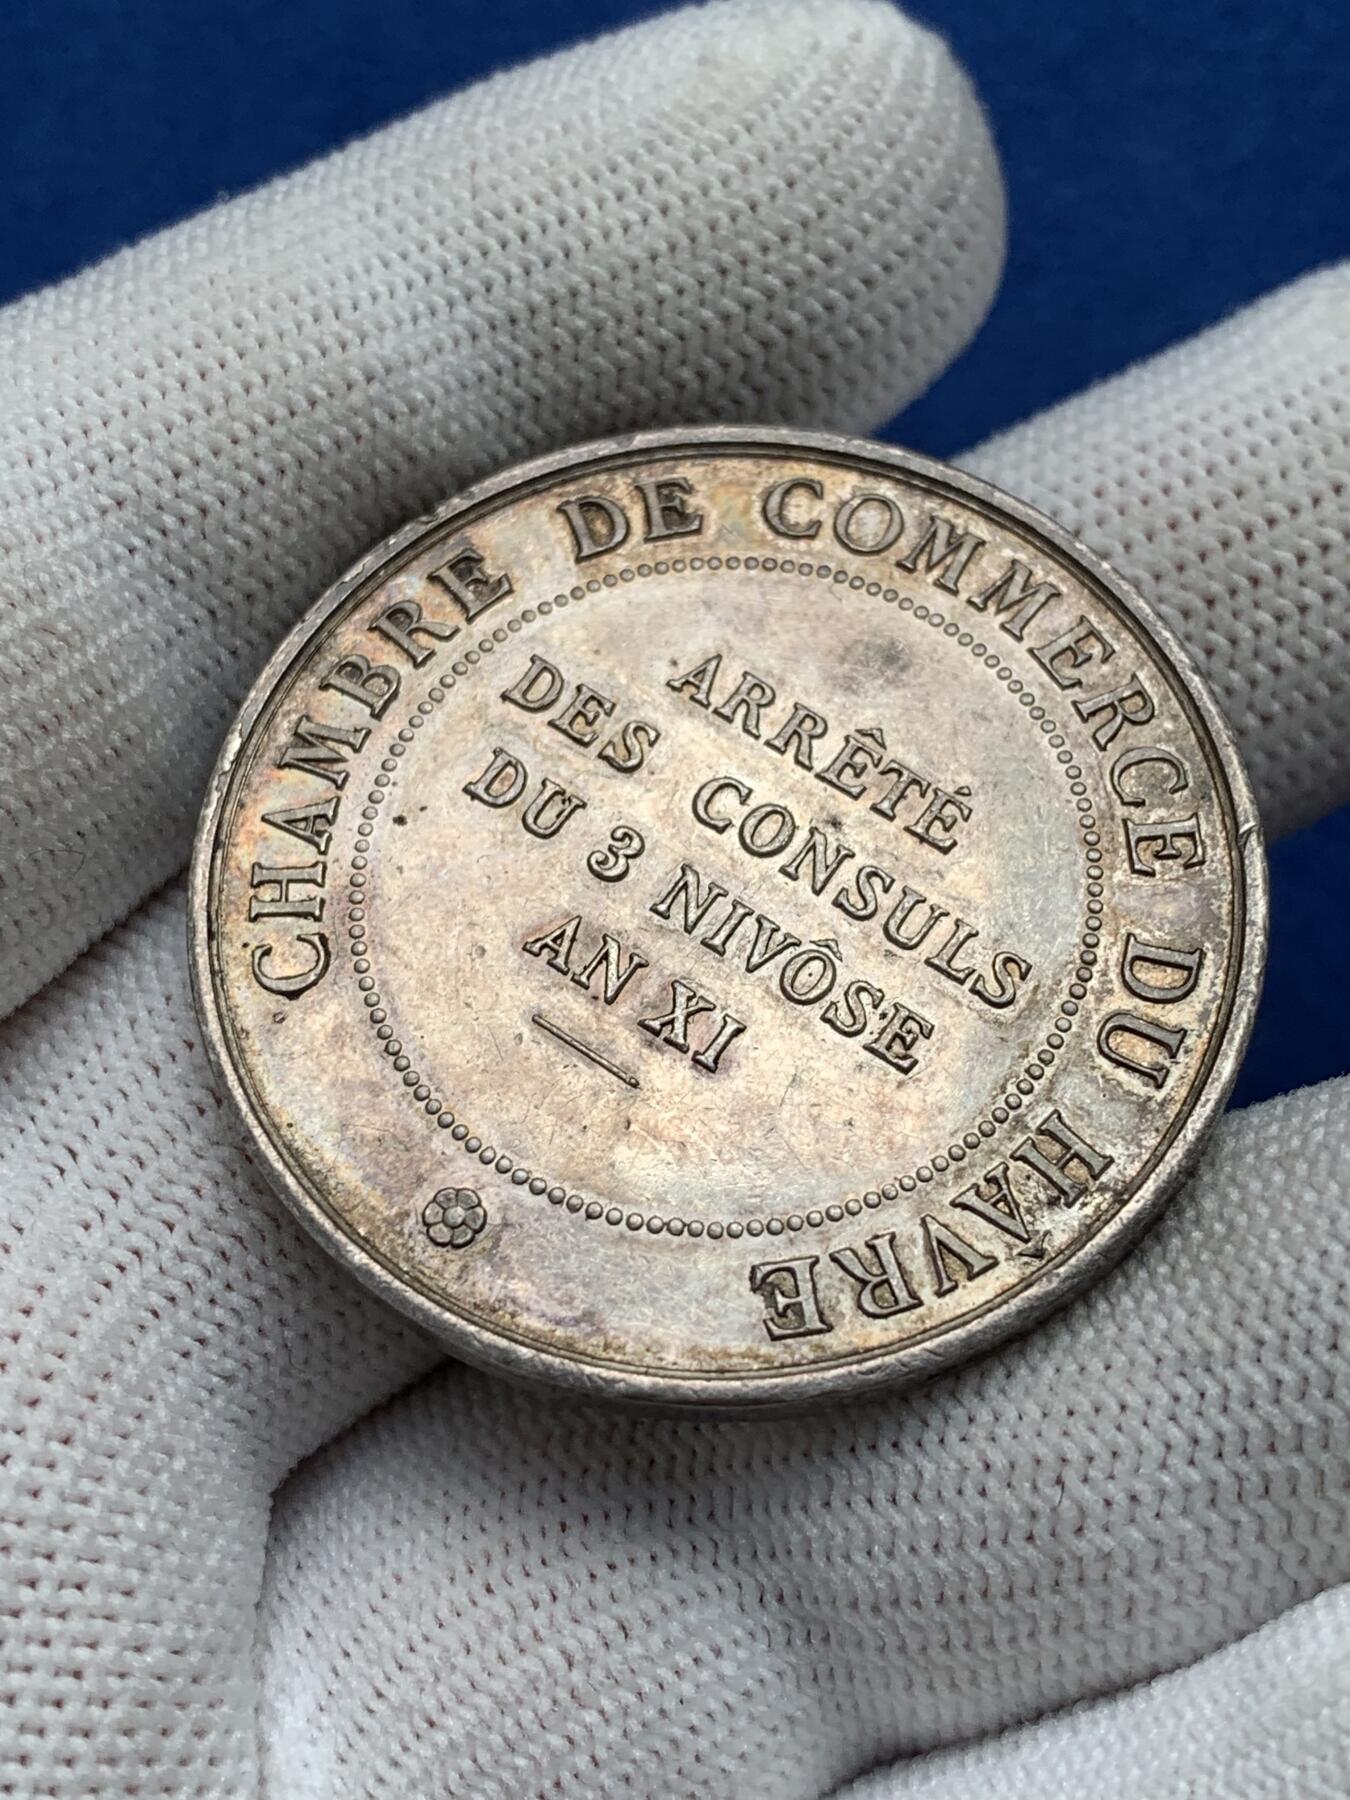 CHAMBRE DE COMMERCE DU HÂVRE
ARRÊTÉ
DES CONSULS
DU 3 NIVÔSE
AN XI